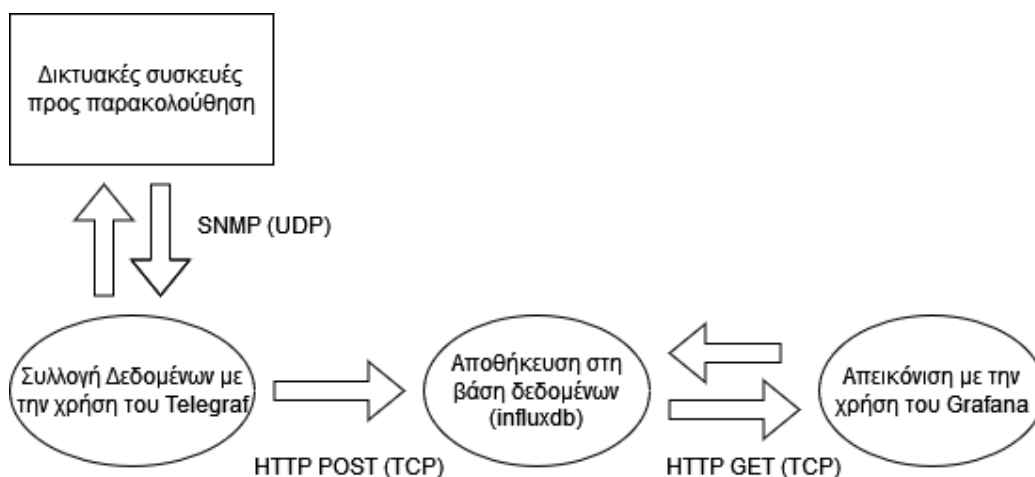 Δικτυακές συσκευές
προς παρακολούθηση
SNMP (UDP)
Συλλογή Δεδομένων με
την χρήση του Telegraf
HTTP POST (TCP)
Αποθήκευση στη
βάση δεδομένων
(influxdb)
HTTP GET (TCP)
Απεικόνιση με την
χρήση του Grafana